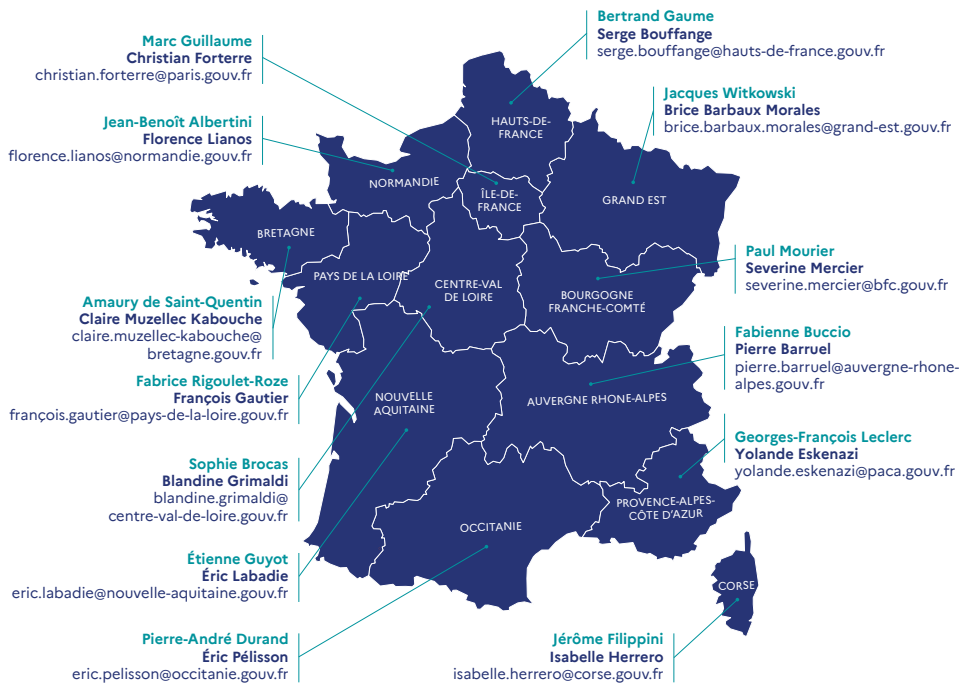 Bertrand Gaume
Serge Bouffange
serge.bouffange@hauts-de-france.gouv.fr
Marc Guillaume
Christian Forterre
christian.forterre@paris.gouv.fr
Jacques Witkowski
Brice Barbaux Morales
brice.barbaux.morales@grand-est.gouv.fr
Jean-Benoît Albertini
Florence Lianos
florence.lianos@normandie.gouv.fr
HAUTS-DE-
FRANCE
NORMANDIE
ÎLE-DE-
FRANCE
GRAND EST
BRETAGNE
PAYS DE LA LOIRE
CENTRE-VAL
DE LOIRE
BOURGOGNE
FRANCHE-COMTÉ
Paul Mourier
Severine Mercier
severine.mercier@bfc.gouv.fr
Amaury de Saint-Quentin
Claire Muzellec Kabouche
claire.muzellec-kabouche@
bretagne.gouv.fr
Fabienne Buccio
Pierre Barruel
pierre.barruel@auvergne-rhone-
alpes.gouv.fr
Fabrice Rigoulet-Roze
François Gautier
françois.gautier@pays-de-la-loire.gouv.fr
NOUVELLE
AQUITAINE
AUVERGNE RHONE-ALPES
Georges-François Leclerc
Yolande Eskenazi
yolande.eskenazi@paca.gouv.fr
Sophie Brocas
Blandine Grimaldi
blandine.grimaldi@
centre-val-de-loire.gouv.fr
PROVENCE-ALPES-
CÔTE D'AZUR
OCCITANIE
Étienne Guyot
Éric Labadie
eric.labadie@nouvelle-aquitaine.gouv.fr
CORSE
Pierre-André Durand
Éric Pélisson
eric.pelisson@occitanie.gouv.fr
Jérôme Filippini
Isabelle Herrero
isabelle.herrero@corse.gouv.fr